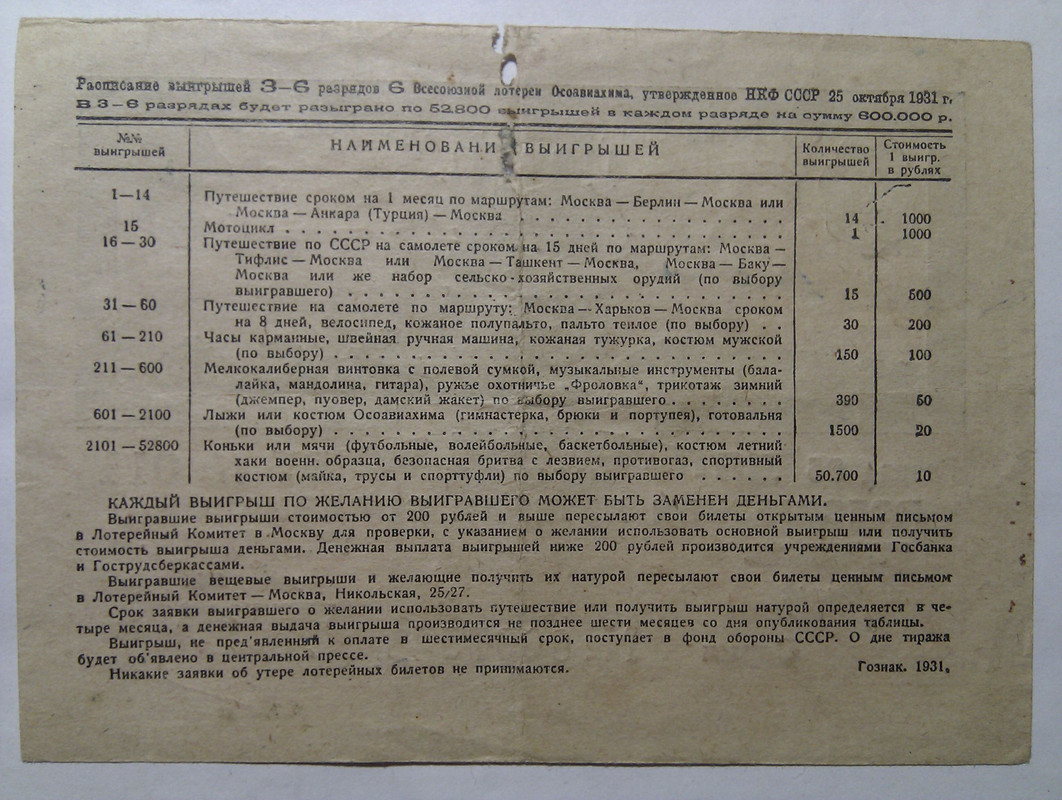 Расписание выигрышей 3—6 разрядов 6 Всесоюзной лотереи Осоавиахима, утвержденное НКФ СССР 25 октября 1931 г.
В 3—6 разрядах будет разыграно по 52.800 выигрышей в каждом разряде на сумму 600.000 р.
№№ выигрышей НАИМЕНОВАНИ ВЫИГРЫШЕЙ Количество выигрышей Стоимость 1 выигр. в рублях
1—14 Путешествие сроком на 1 месяц по маршрутам: Москва—Берлин—Москва или
Москва—Анкара (Турция)—Москва . . . . . . . . . . . . . . . 14 1000
15 Мотоцикл . . . . . . . . . . . . . . . . . . . . . . . . . . . . . 1 1000
16—30 Путешествие по СССР на самолете сроком на 15 дней по маршрутам: Москва—
Тифлис—Москва или Москва—Ташкент—Москва, Москва—Баку—
Москва или же набор сельско-хозяйственных орудий (по выбору
выигравшего) . . . . . . . . . . . . . . . . . . . . . . . . 15 500
31—60 Путешествие на самолете по маршруту: Москва—Харьков—Москва сроком
на 8 дней, велосипед, кожаное полупальто, пальто теплое (по выбору) . . 30 200
61—210 Часы карманные, швейная ручная машина, кожаная тужурка, костюм мужской
(по выбору) . . . . . . . . . . . . . . . . . . . . . . . . . 150 100
211—600 Мелкокалиберная винтовка с полевой сумкой, музыкальные инструменты (бала-
лайка, мандолина, гитара), ружье охотничье „Фроловка“, трикотаж зимний
(джемпер, пуовер, дамский жакет) по выбору выигравшего . . . . . . . . 390 50
601—2100 Лыжи или костюм Осоавиахима (гимнастерка, брюки и портупея), готовальня
(по выбору) . . . . . . . . . . . . . . . . . . . . . . . . . 1500 20
2101—52800 Коньки или мячи (футбольные, волейбольные, баскетбольные), костюм летний
хаки военн. образца, безопасная бритва с лезвием, противогаз, спортивный
костюм (майка, трусы и спорттуфли) по выбору выигравшего . . . . . . 50.700 10
КАЖДЫЙ ВЫИГРЫШ ПО ЖЕЛАНИЮ ВЫИГРАВШЕГО МОЖЕТ БЫТЬ ЗАМЕНЕН ДЕНЬГАМИ.
Выигравшие выигрыши стоимостью от 200 рублей и выше пересылают свои билеты открытым ценным письмом
в Лотерейный Комитет в Москву для проверки, с указанием о желании использовать основной выигрыш или получить
стоимость выигрыша деньгами. Денежная выплата выигрышей ниже 200 рублей производится учреждениями Госбанка
и Гострудсберкассами.
Выигравшие вещевые выигрыши и желающие получить их натурой пересылают свои билеты ценным письмом
в Лотерейный Комитет—Москва, Никольская, 25/27.
Срок заявки выигравшего о желании использовать путешествие или получить выигрыш натурой определяется в че-
тыре месяца, а денежная выдача выигрыша производится не позднее шести месяцев со дня опубликования таблицы.
Выигрыш, не пред'явленный к оплате в шестимесячный срок, поступает в фонд обороны СССР. О дне тиража
будет об'явлено в центральной прессе.
Никакие заявки об утере лотерейных билетов не принимаются. Гознак. 1931.